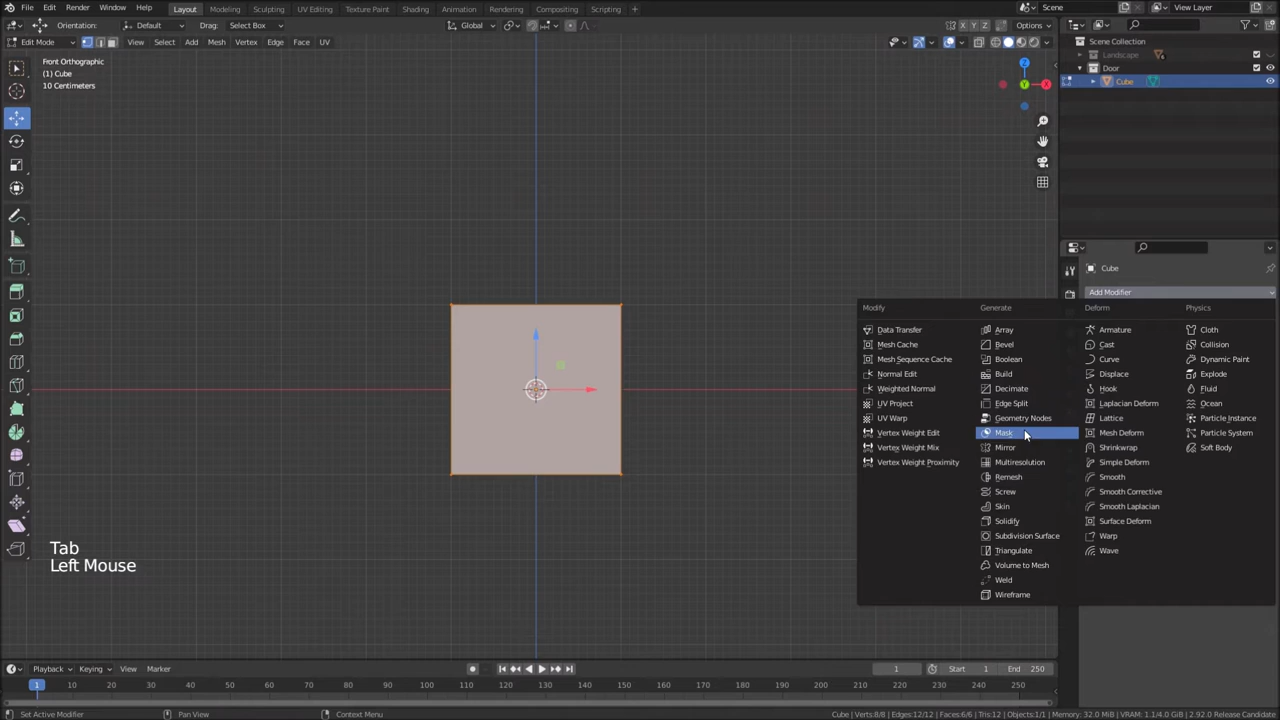 File Edit Render Window Help Layout Modeling Sculpting UV Editing Texture Paint Shading Animation Rendering Compositing Scripting + Scene View Layer
Orientation: Default Drag: Select Box Global X Y Z Options
Edit Mode View Select Add Mesh Vertex Edge Face UV Scene Collection
Landscape
Door
Cube
Front Orthographic
(1) Cube
10 Centimeters
Z
Y
X
Cube
Add Modifier
Modify Generate Deform Physics
Data Transfer Array Armature Cloth
Mesh Cache Bevel Cast Collision
Mesh Sequence Cache Boolean Curve Dynamic Paint
Normal Edit Build Displace Explode
Weighted Normal Decimate Hook Fluid
UV Project Edge Split Laplacian Deform Ocean
UV Warp Geometry Nodes Lattice Particle Instance
Vertex Weight Edit Mask Mesh Deform Particle System
Vertex Weight Mix Mirror Shrinkwrap Soft Body
Vertex Weight Proximity Multiresolution Simple Deform
Remesh Smooth
Screw Smooth Corrective
Skin Smooth Laplacian
Solidify Surface Deform
Subdivision Surface Warp
Triangulate Wave
Volume to Mesh
Weld
Wireframe
Tab
Left Mouse
Playback Keying View Marker 1 Start 1 End 250
1 10 20 30 40 50 60 70 80 90 100 110 120 130 140 150 160 170 180 190 200 210 220 230 240 250
Set Active Modifier Pan View Context Menu Cube | Verts:8/8 | Edges:12/12 | Faces:6/6 | Tris:12 | Objects:1/1 | Memory: 32.0 MiB | VRAM: 1.1/4.0 GiB | 2.92.0 Release Candidate